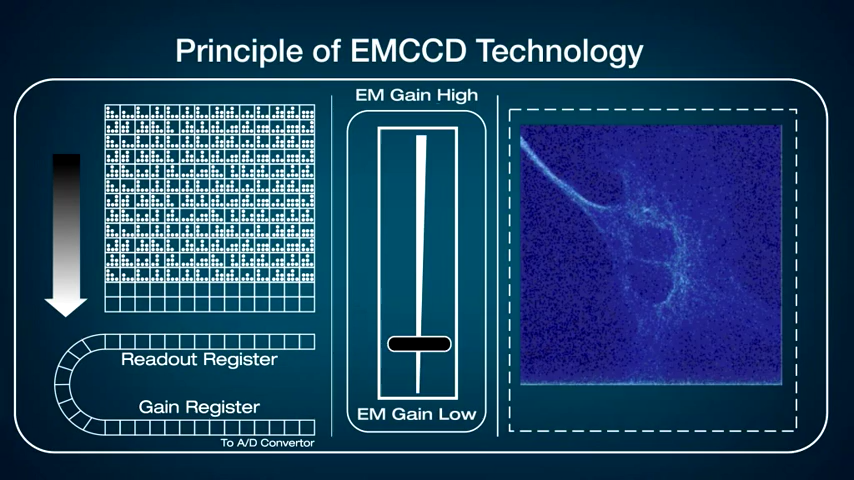 Principle of EMCCD Technology
EM Gain High
Readout Register
Gain Register
To A/D Convertor
EM Gain Low